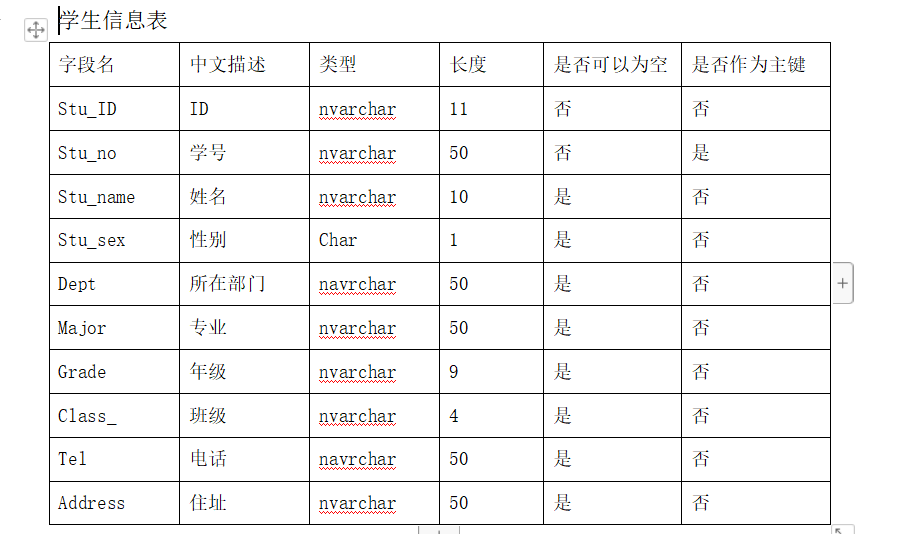 学生信息表
字段名 中文描述 类型 长度 是否可以为空 是否作为主键
Stu_ID ID nvarchar 11 否 否
Stu_no 学号 nvarchar 50 否 是
Stu_name 姓名 nvarchar 10 是 否
Stu_sex 性别 Char 1 是 否
Dept 所在部门 navrchar 50 是 否
Major 专业 nvarchar 50 是 否
Grade 年级 nvarchar 9 是 否
Class_ 班级 nvarchar 4 是 否
Tel 电话 navrchar 50 是 否
Address 住址 nvarchar 50 是 否